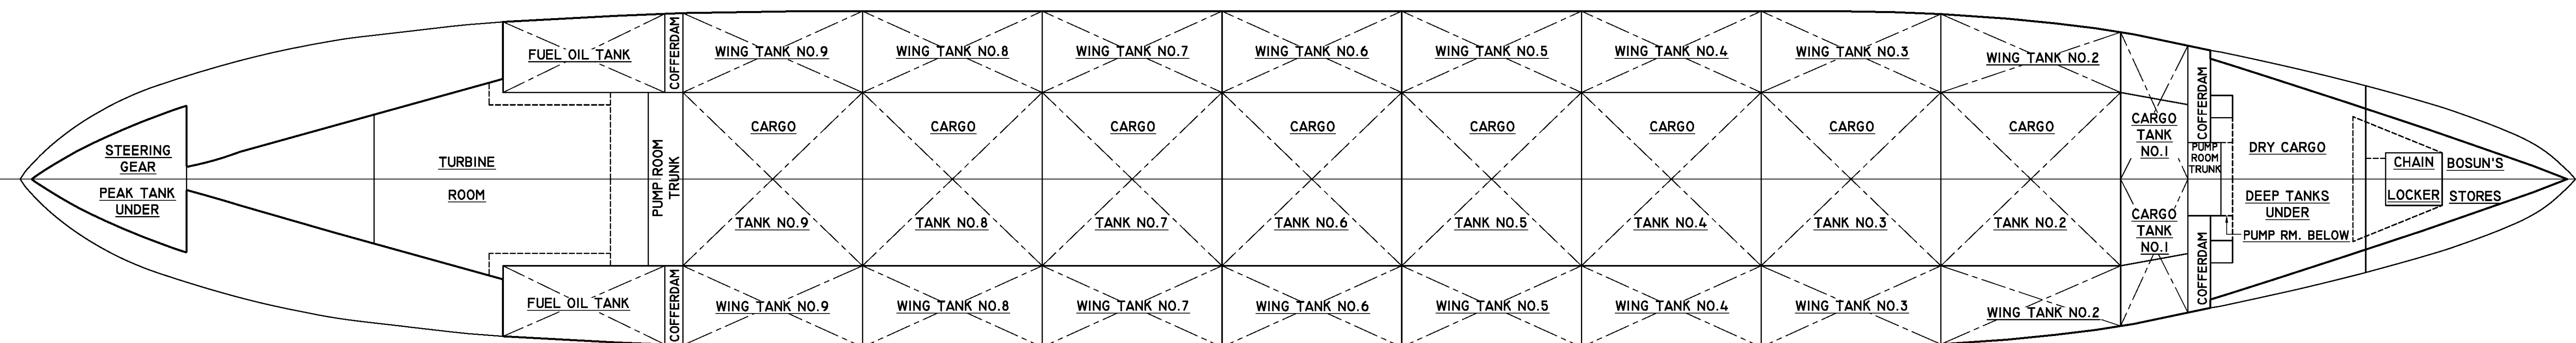 FUEL OIL TANK
COFFERDAM
WING TANK NO.9
WING TANK NO.8
WING TANK NO.7
WING TANK NO.6
WING TANK NO.5
WING TANK NO.4
WING TANK NO.3
WING TANK NO.2
COFFERDAM
STEERING
GEAR
PEAK TANK
UNDER
TURBINE
ROOM
PUMP ROOM
TRUNK
CARGO
TANK NO.9
CARGO
TANK NO.8
CARGO
TANK NO.7
CARGO
TANK NO.6
CARGO
TANK NO.5
CARGO
TANK NO.4
CARGO
TANK NO.3
CARGO
TANK NO.2
CARGO
TANK
NO.1
CARGO
TANK
NO.1
PUMP
ROOM
TRUNK
DRY CARGO
DEEP TANKS
UNDER
PUMP RM. BELOW
CHAIN
LOCKER
BOSUN'S
STORES
FUEL OIL TANK
COFFERDAM
WING TANK NO.9
WING TANK NO.8
WING TANK NO.7
WING TANK NO.6
WING TANK NO.5
WING TANK NO.4
WING TANK NO.3
WING TANK NO.2
COFFERDAM